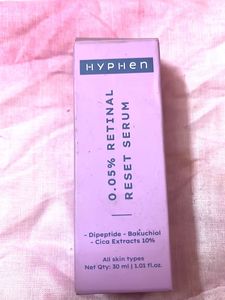 HYPHEN
0.05% RETINAL
RESET SERUM
- Dipeptide - Bakuchiol
- Cica Extracts 10%
All skin types
Net Qty: 30 ml | 1.01 fl.oz.